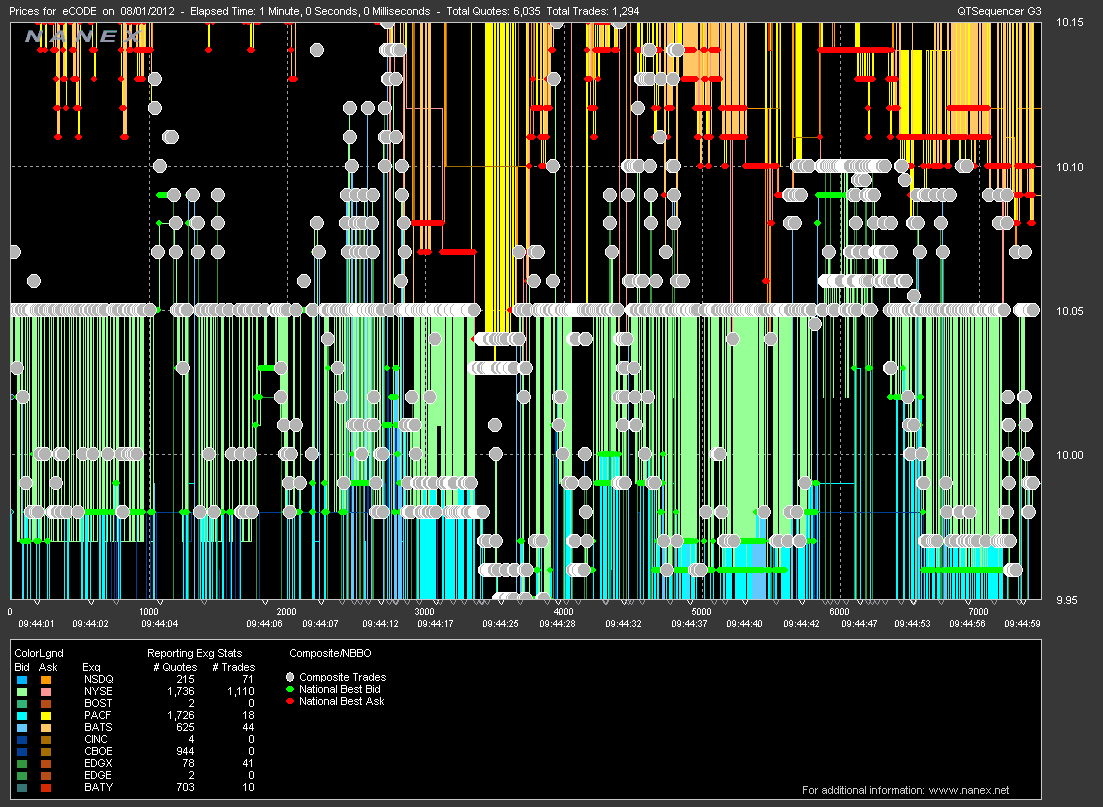 Prices for eCODE on 08/01/2012 - Elapsed Time: 1 Minute, 0 Seconds, 0 Milliseconds - Total Quotes: 6,035 Total Trades: 1,294 QTSequencer G3
NANEX
10.15
10.10
10.05
10.00
9.95
0 1000 2000 3000 4000 5000 6000 7000
09:44:01 09:44:02 09:44:04 09:44:06 09:44:07 09:44:12 09:44:17 09:44:25 09:44:28 09:44:32 09:44:37 09:44:40 09:44:42 09:44:47 09:44:53 09:44:56 09:44:59
ColorLgnd Reporting Exg Stats Composite/NBBO
Bid Ask Exq # Quotes # Trades
NSDQ 215 71
NYSE 1,736 1,110
BOST 2 0
PACF 1,726 18
BATS 625 44
CINC 4 0
CBOE 944 0
EDGX 78 41
EDGE 2 0
BATY 703 10
Composite Trades
National Best Bid
National Best Ask
For additional information: www.nanex.net